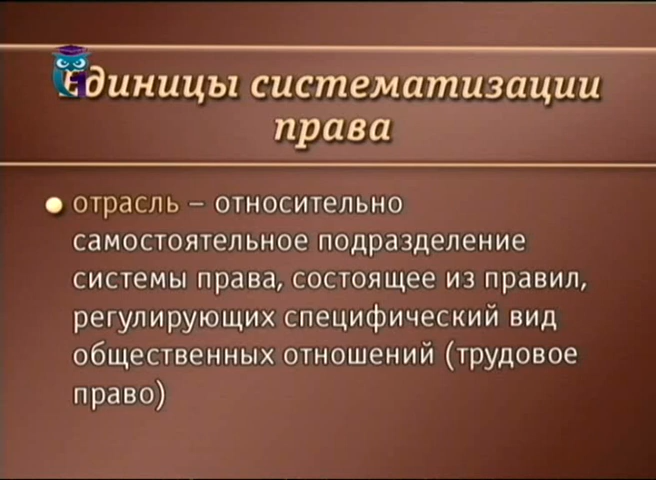 Единицы систематизации
права
отрасль – относительно
самостоятельное подразделение
системы права, состоящее из правил,
регулирующих специфический вид
общественных отношений (трудовое
право)